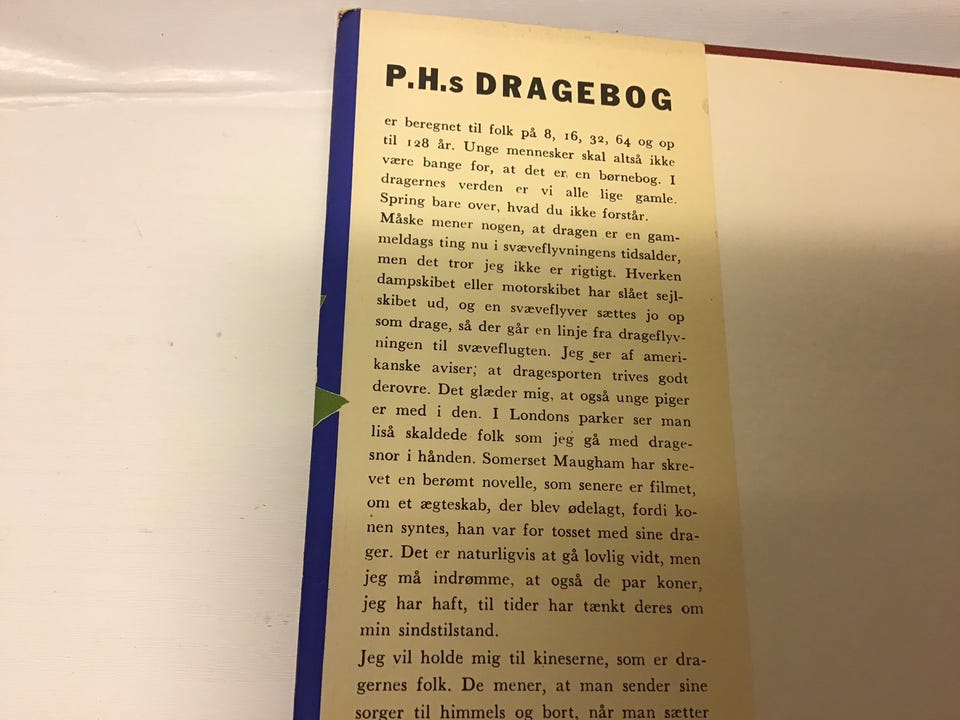 P.H.s DRAGEBOG
er beregnet til folk på 8, 16, 32, 64 og op
til 128 år. Unge mennesker skal altså ikke
være bange for, at det er en børnebog. I
dragernes verden er vi alle lige gamle.
Spring bare over, hvad du ikke forstår.
Måske mener nogen, at dragen er en gam-
meldags ting nu i svæveflyvningens tidsalder,
men det tror jeg ikke er rigtigt. Hverken
dampskibet eller motorskibet har slået sejl-
skibet ud, og en svæveflyver sættes jo op
som drage, så der går en linje fra drageflyv-
ningen til svæveflugten. Jeg ser af ameri-
kanske aviser, at dragesporten trives godt
derovre. Det glæder mig, at også unge piger
er med i den. I Londons parker ser man
liså skaldede folk som jeg gå med drage-
snor i hånden. Somerset Maugham har skre-
vet en berømt novelle, som senere er filmet,
om et ægteskab, der blev ødelagt, fordi ko-
nen syntes, han var for tosset med sine dra-
ger. Det er naturligvis at gå lovlig vidt, men
jeg må indrømme, at også de par koner,
jeg har haft, til tider har tænkt deres om
min sindstilstand.
Jeg vil holde mig til kineserne, som er dra-
gernes folk. De mener, at man sender sine
sorger til himmels og bort, når man sætter